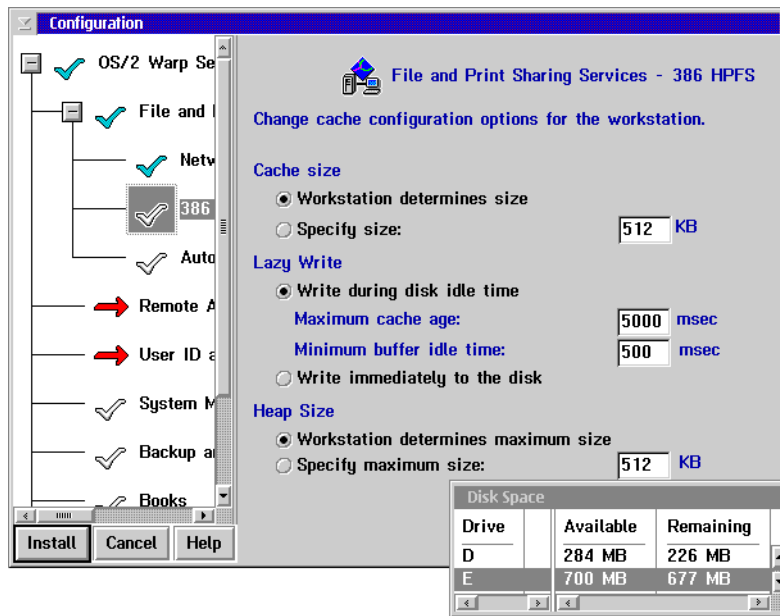 Configuration
OS/2 Warp Se
File and
Netw
386
Auto
Remote A
User ID a
System M
Backup a
Books
Install
Cancel
Help
File and Print Sharing Services - 386 HPFS
Change cache configuration options for the workstation.
Cache size
Workstation determines size
Specify size: 512 KB
Lazy Write
Write during disk idle time
Maximum cache age: 5000 msec
Minimum buffer idle time: 500 msec
Write immediately to the disk
Heap Size
Workstation determines maximum size
Specify maximum size: 512 KB
Disk Space
Drive Available Remaining
D 284 MB 226 MB
E 700 MB 677 MB